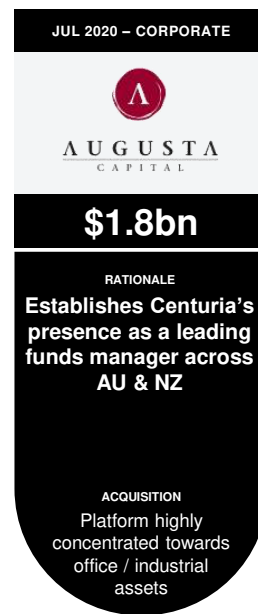 JUL 2020 – CORPORATE
Λ
ΛUGUSTΛ
CAPITAL
$1.8bn
RATIONALE
Establishes Centuria’s
presence as a leading
funds manager across
AU & NZ
ACQUISITION
Platform highly
concentrated towards
office / industrial
assets